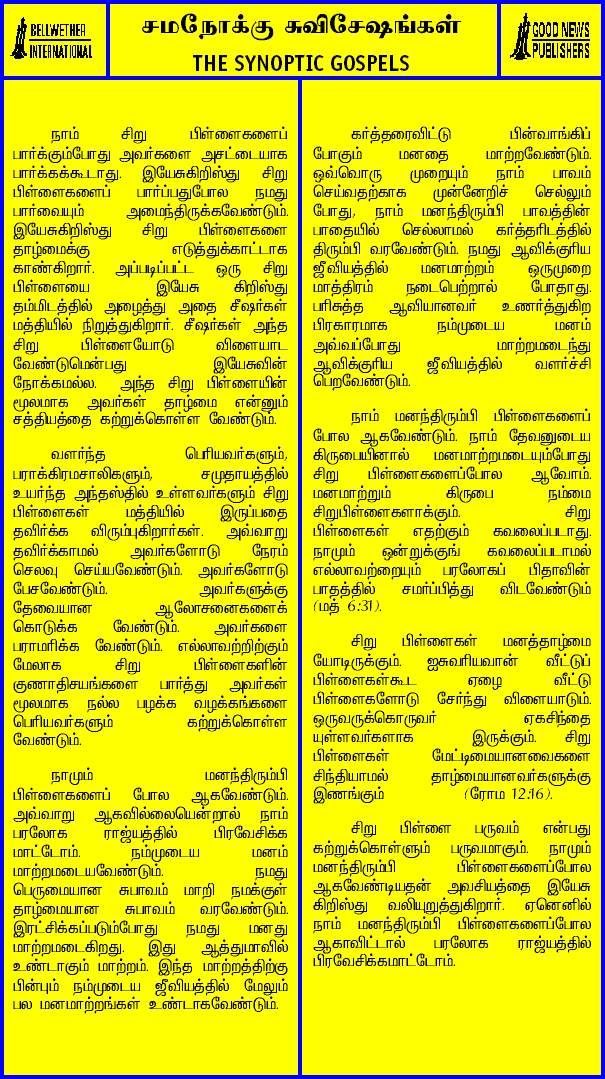 BELLWETHER
INTERNATIONAL
சமநோக்கு சுவிசேஷங்கள்
THE SYNOPTIC GOSPELS
GOOD NEWS
PUBLISHERS
நாம் சிறு பிள்ளைகளைப்
பார்க்கும்போது அவர்களை அசட்டையாக
பார்க்கக்கூடாது. இயேசுகிறிஸ்து சிறு
பிள்ளைகளைப் பார்ப்பதுபோல நமது
பார்வையும் அமைந்திருக்கவேண்டும்.
இயேசுகிறிஸ்து சிறு பிள்ளைகளை
தாழ்மைக்கு எடுத்துக்காட்டாக
காண்கிறார். அப்படிப்பட்ட ஒரு சிறு
பிள்ளையை இயேசு கிறிஸ்து
தம்மிடத்தில் அழைத்து அதை சீஷர்கள்
மத்தியில் நிறுத்துகிறார். சீஷர்கள் அந்த
சிறு பிள்ளையோடு விளையாட
வேண்டுமென்பது இயேசுவின்
நோக்கமல்ல. அந்த சிறு பிள்ளையின்
மூலமாக அவர்கள் தாழ்மை என்னும்
சத்தியத்தை கற்றுக்கொள்ள வேண்டும்.
வளர்ந்த பெரியவர்களும்,
பராக்கிரமசாலிகளும், சமுதாயத்தில்
உயர்ந்த அந்தஸ்தில் உள்ளவர்களும் சிறு
பிள்ளைகள் மத்தியில் இருப்பதை
தவிர்க்க விரும்புகிறார்கள். அவ்வாறு
தவிர்க்காமல் அவர்களோடு நேரம்
செலவு செய்யவேண்டும். அவர்களோடு
பேசவேண்டும். அவர்களுக்கு
தேவையான ஆலோசனைகளைக்
கொடுக்க வேண்டும். அவர்களை
பராமரிக்க வேண்டும். எல்லாவற்றிற்கும்
மேலாக சிறு பிள்ளைகளின்
குணாதிசயங்களை பார்த்து அவர்கள்
மூலமாக நல்ல பழக்க வழக்கங்களை
பெரியவர்களும் கற்றுக்கொள்ள
வேண்டும்.
நாமும் மனந்திரும்பி
பிள்ளைகளைப் போல ஆகவேண்டும்.
அவ்வாறு ஆகவில்லையென்றால் நாம்
பரலோக ராஜ்யத்தில் பிரவேசிக்க
மாட்டோம். நம்முடைய மனம்
மாற்றமடையவேண்டும். நமது
பெருமையான சுபாவம் மாறி நமக்குள்
தாழ்மையான சுபாவம் வரவேண்டும்.
இரட்சிக்கப்படும்போது நமது மனது
மாற்றமடைகிறது. இது ஆத்துமாவில்
உண்டாகும் மாற்றம். இந்த மாற்றத்திற்கு
பின்பும் நம்முடைய ஜீவியத்தில் மேலும்
பல மனமாற்றங்கள் உண்டாகவேண்டும்.
கர்த்தரைவிட்டு பின்வாங்கிப்
போகும் மனதை மாற்றவேண்டும்.
ஒவ்வொரு முறையும் நாம் பாவம்
செய்வதற்காக முன்னேறிச் செல்லும்
போது, நாம் மனந்திரும்பி பாவத்தின்
பாதையில் செல்லாமல் கர்த்தரிடத்தில்
திரும்பி வரவேண்டும். நமது ஆவிக்குரிய
ஜீவியத்தில் மனமாற்றம் ஒருமுறை
மாத்திரம் நடைபெற்றால் போதாது.
பரிசுத்த ஆவியானவர் உணர்த்துகிற
பிரகாரமாக நம்முடைய மனம்
அவ்வப்போது மாற்றமடைந்து
ஆவிக்குரிய ஜீவியத்தில் வளர்ச்சி
பெறவேண்டும்.
நாம் மனந்திரும்பி பிள்ளைகளைப்
போல ஆகவேண்டும். நாம் தேவனுடைய
கிருபையினால் மனமாற்றமடையும்போது
சிறு பிள்ளைகளைப்போல ஆவோம்.
மனமாற்றும் கிருபை நம்மை
சிறுபிள்ளைகளாக்கும். சிறு
பிள்ளைகள் எதற்கும் கவலைப்படாது.
நாமும் ஒன்றுக்குங் கவலைப்படாமல்
எல்லாவற்றையும் பரலோகப் பிதாவின்
பாதத்தில் சமர்ப்பித்து விடவேண்டும்
(மத் 6:31).
சிறு பிள்ளைகள் மனத்தாழ்மை
யோடிருக்கும். ஐசுவரியவான் வீட்டுப்
பிள்ளைகள்கூட ஏழை வீட்டு
பிள்ளைகளோடு சேர்ந்து விளையாடும்.
ஒருவருக்கொருவர் ஏகசிந்தை
யுள்ளவர்களாக இருக்கும். சிறு
பிள்ளைகள் மேட்டிமையானவைகளை
சிந்தியாமல் தாழ்மையானவர்களுக்கு
இணங்கும் (ரோம 12:16).
சிறு பிள்ளை பருவம் என்பது
கற்றுக்கொள்ளும் பருவமாகும். நாமும்
மனந்திரும்பி பிள்ளைகளைப்போல
ஆகவேண்டியதன் அவசியத்தை இயேசு
கிறிஸ்து வலியுறுத்துகிறார். ஏனெனில்
நாம் மனந்திரும்பி பிள்ளைகளைப்போல
ஆகாவிட்டால் பரலோக ராஜ்யத்தில்
பிரவேசிக்கமாட்டோம்.